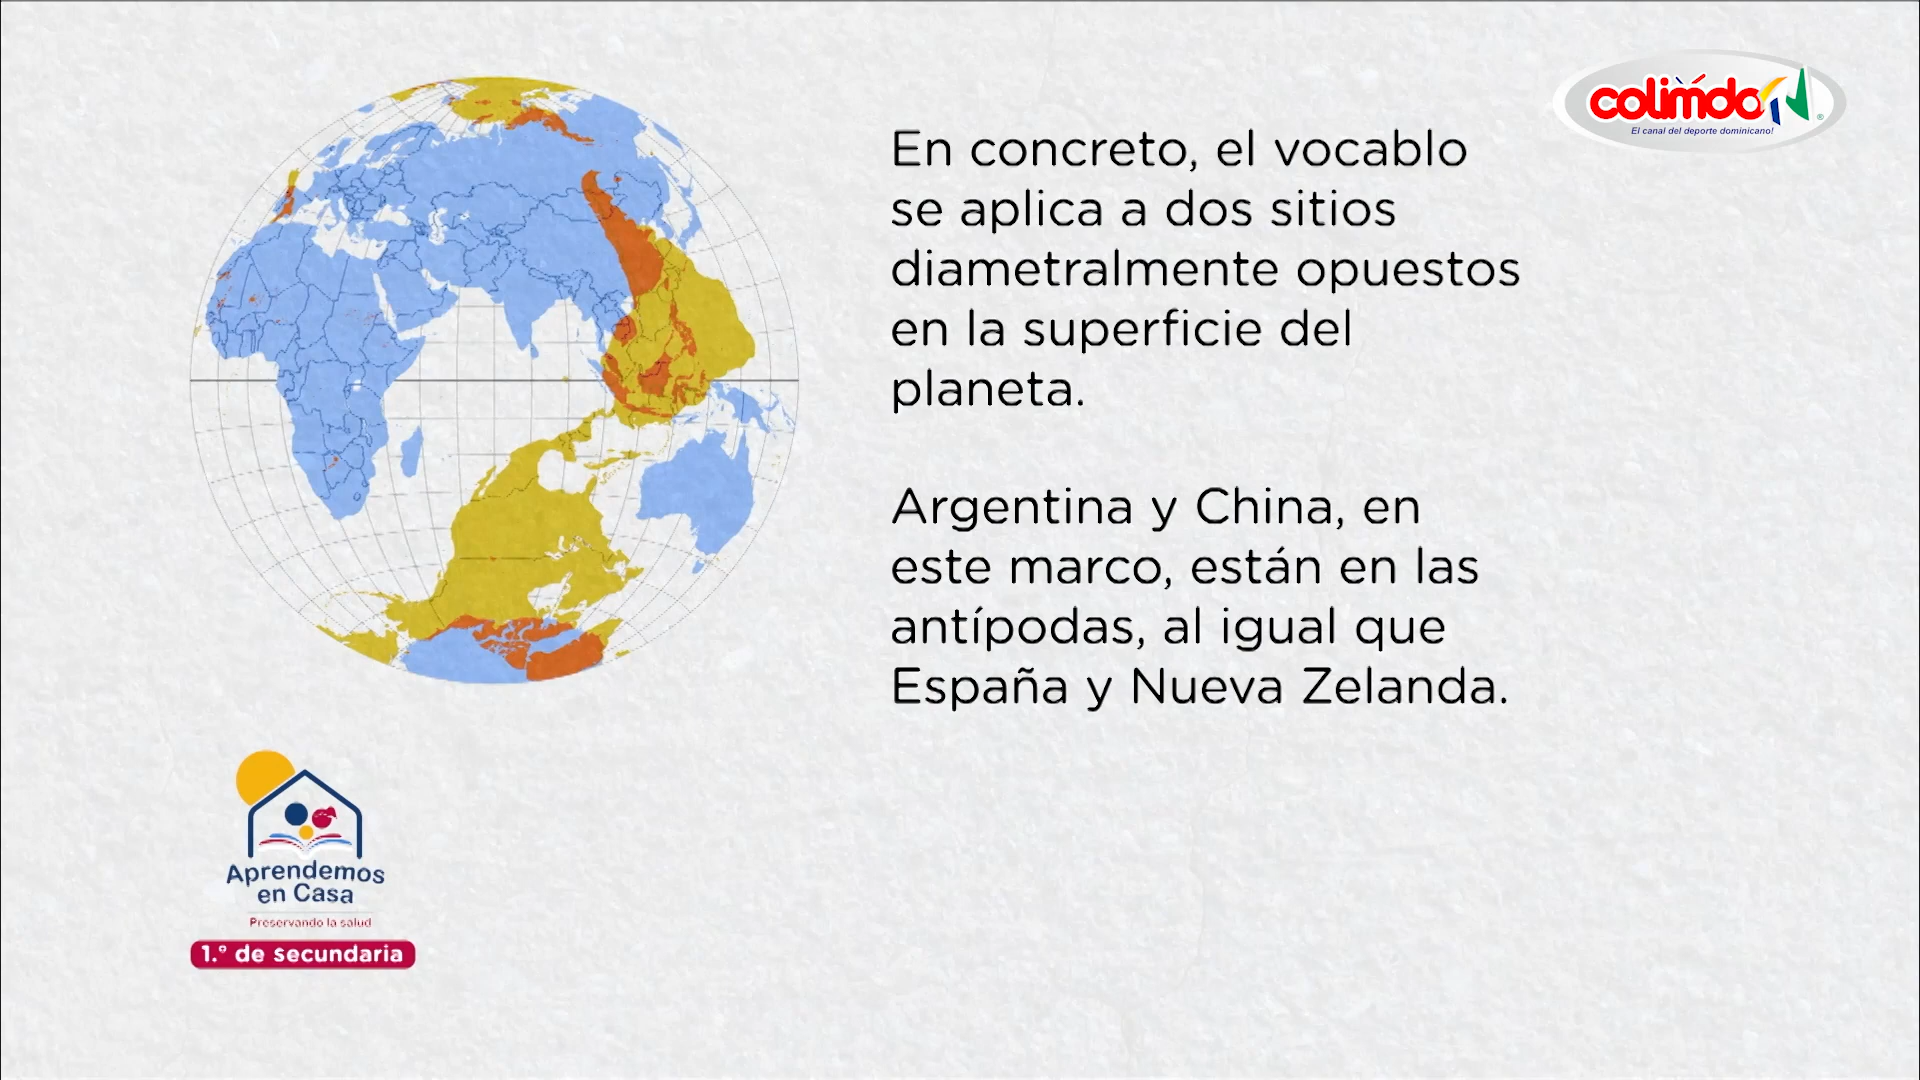 colimdo
El canal del deporte dominicano!
En concreto, el vocablo
se aplica a dos sitios
diametralmente opuestos
en la superficie del
planeta.
Argentina y China, en
este marco, están en las
antípodas, al igual que
España y Nueva Zelanda.
Aprendemos
en Casa
Preservando la salud
1.° de secundaria